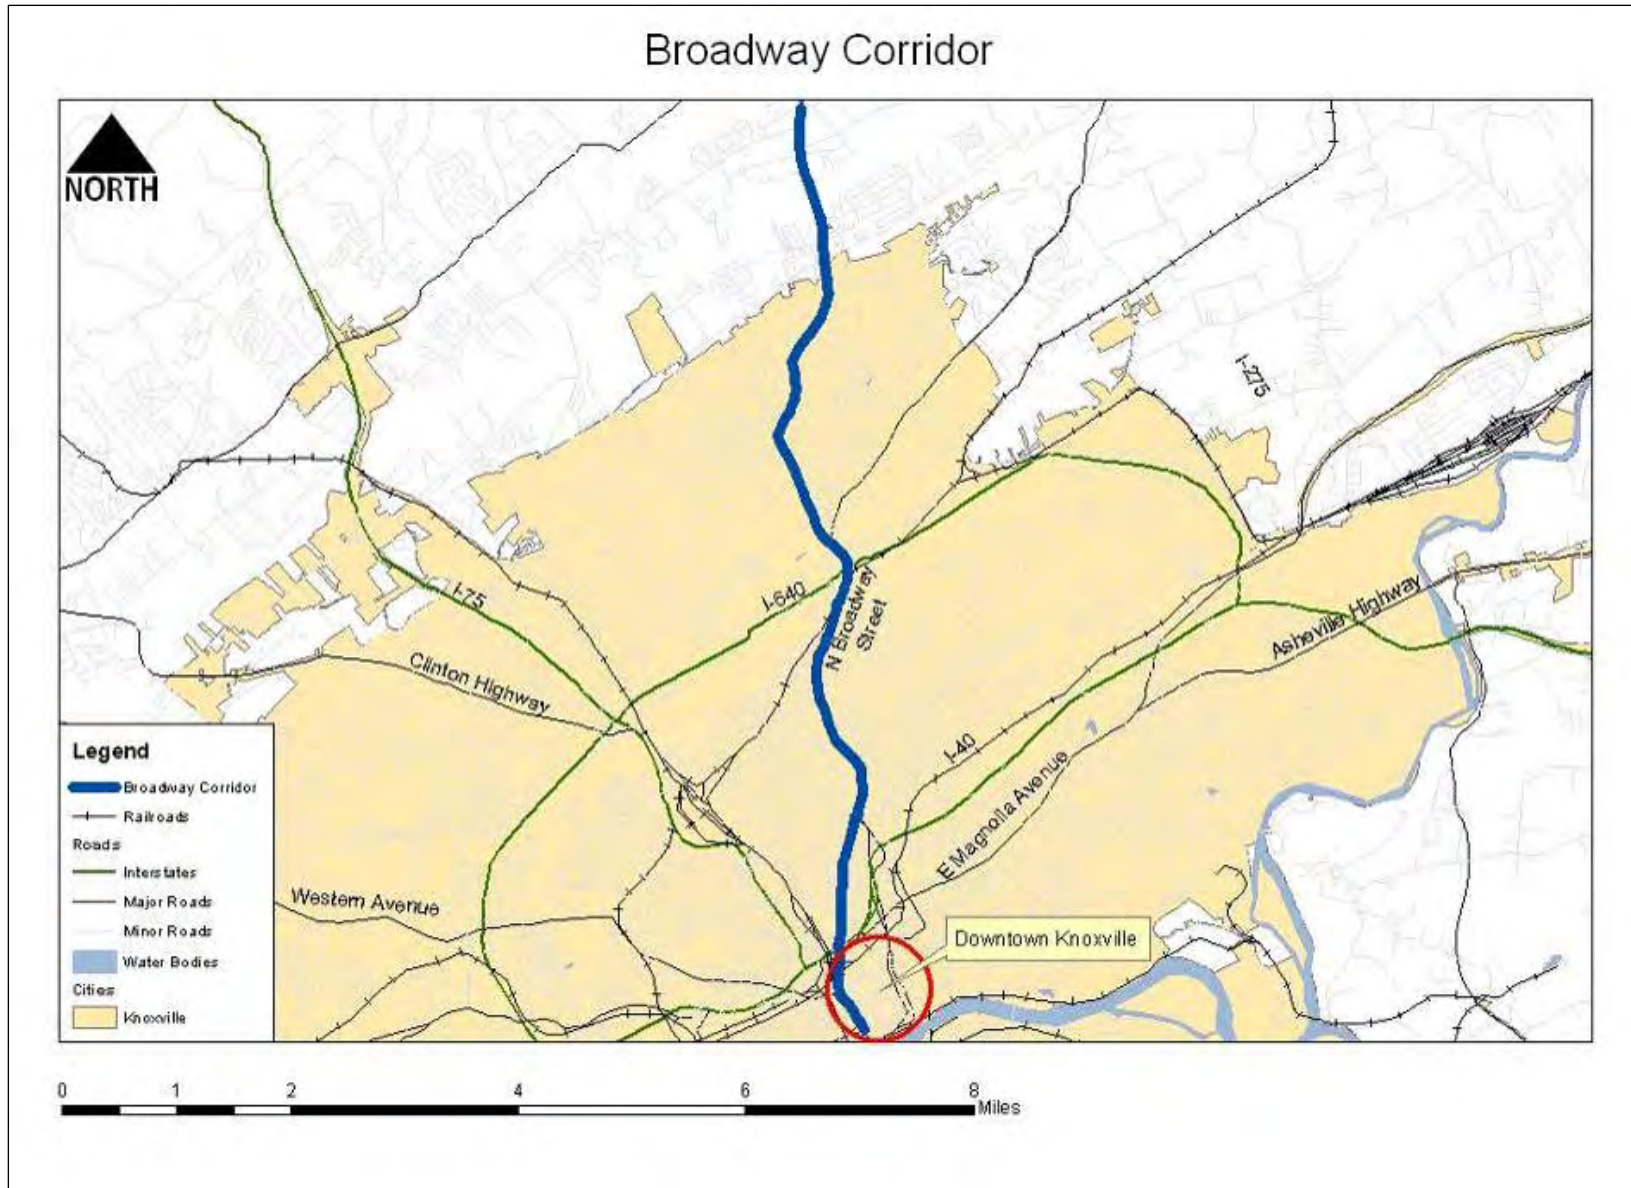 Broadway Corridor
NORTH
I-275
I-75
I-640
N Broadway
Street
Asheville Highway
Clinton Highway
I-40
E Magnolia Avenue
Western Avenue
Downtown Knoxville
Legend
Broadway Corridor
Railroads
Roads
Interstates
Major Roads
Minor Roads
Water Bodies
Cities
Knoxville
0 1 2 4 6 8
Miles